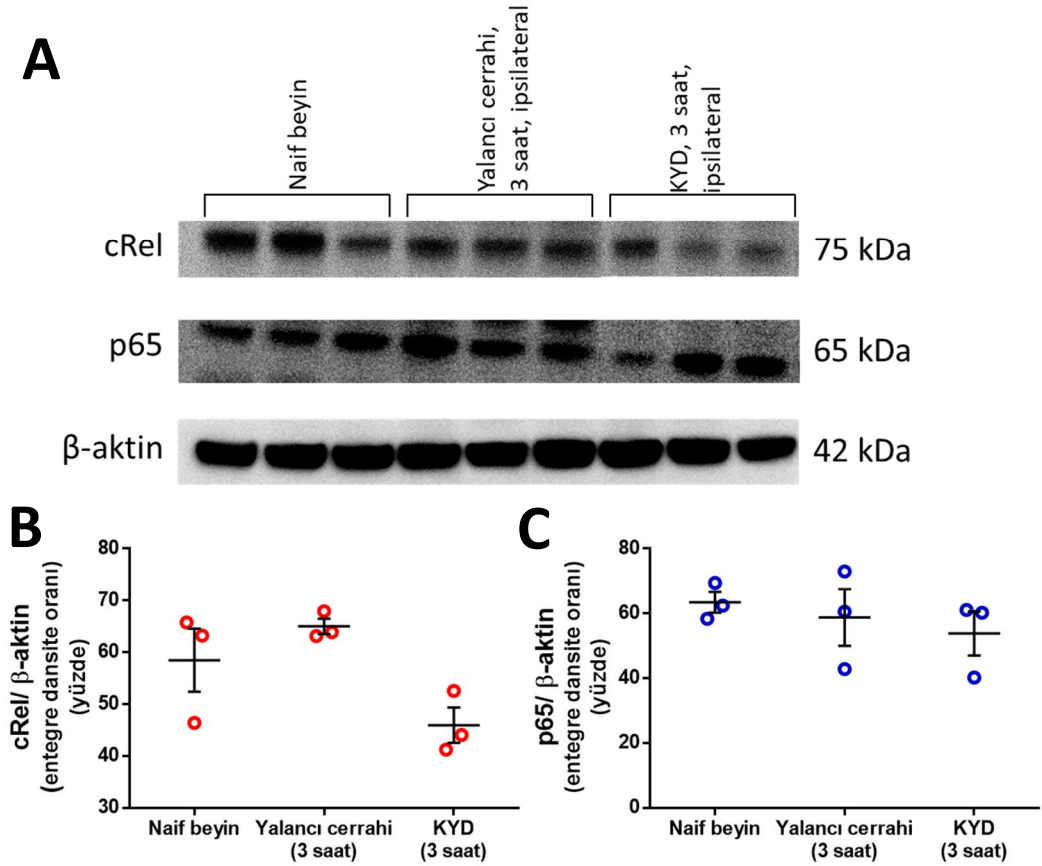 A
Naif beyin
Yalancı cerrahi,
3 saat, ipsilateral
KYD, 3 saat,
ipsilateral
cRel
75 kDa
p65
65 kDa
β-aktin
42 kDa
B
cRel/ β-aktin
(entegre dansite oranı)
(yüzde)
80
70
60
50
40
30
Naif beyin
Yalancı cerrahi
(3 saat)
KYD
(3 saat)
C
p65/ β-aktin
(entegre dansite oranı)
(yüzde)
80
60
40
20
0
Naif beyin
Yalancı cerrahi
(3 saat)
KYD
(3 saat)